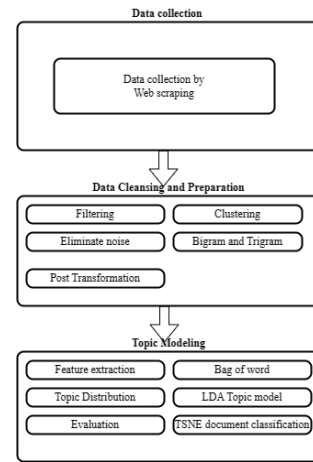 Data collection
Data collection by
Web scraping
Data Cleansing and Preparation
Filtering
Clustering
Eliminate noise
Bigram and Trigram
Post Transformation
Topic Modeling
Feature extraction
Bag of word
Topic Distribution
LDA Topic model
Evaluation
TSNE document classification